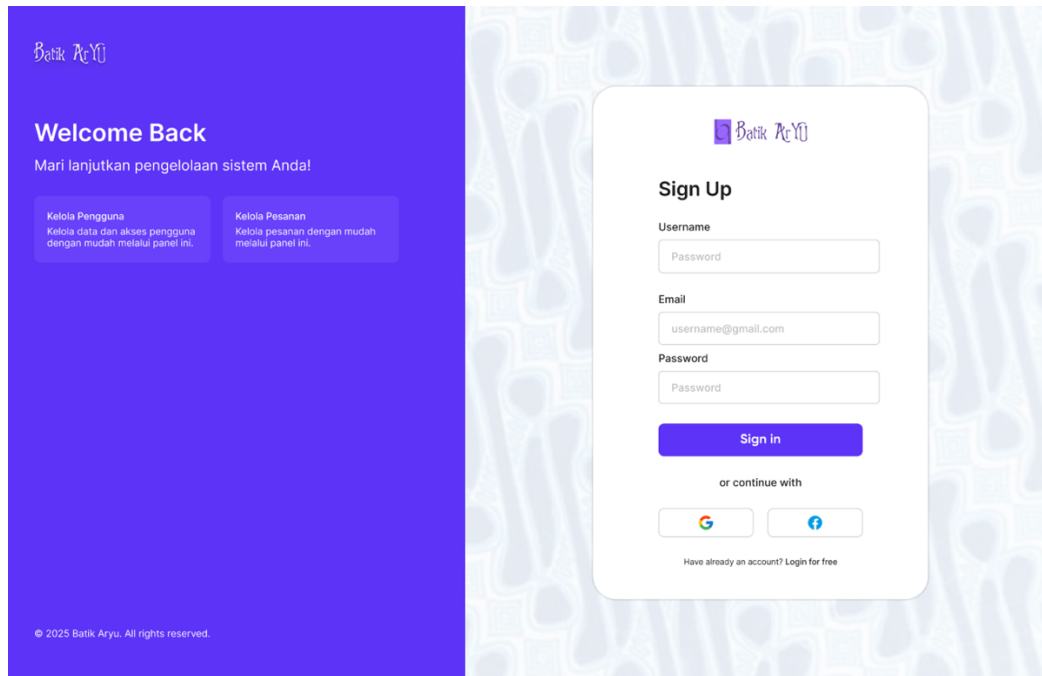 Batik ArYU
Welcome Back
Mari lanjutkan pengelolaan sistem Anda!
Kelola Pengguna
Kelola data dan akses pengguna
dengan mudah melalui panel ini.
Kelola Pesanan
Kelola pesanan dengan mudah
melalui panel ini.
© 2025 Batik Aryu. All rights reserved.
Batik ArYU
Sign Up
Username
Password
Email
username@gmail.com
Password
Password
Sign in
or continue with
Have already an account? Login for free